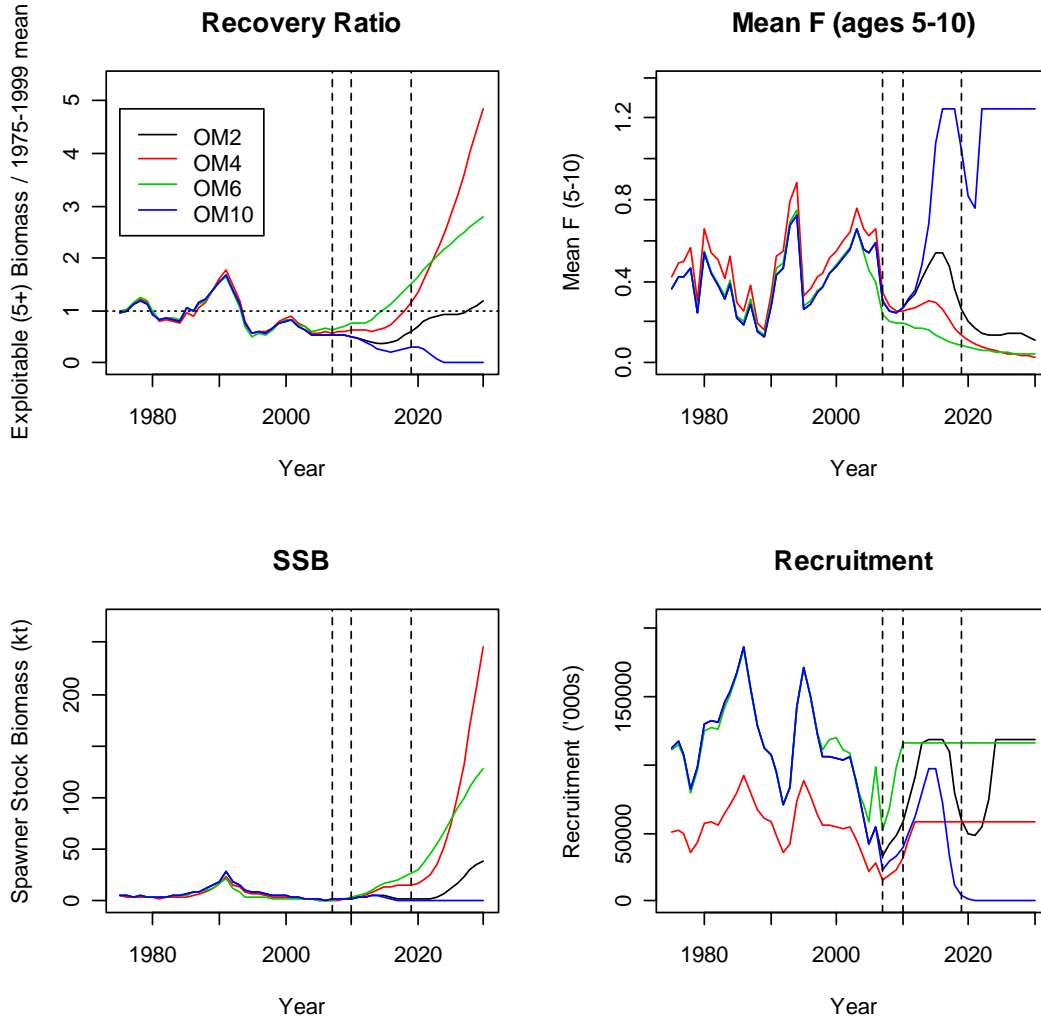 Recovery Ratio
Exploitable (5+) Biomass / 1975-1999 mean
5
4
3
2
1
0
OM2
OM4
OM6
OM10
1980
2000
2020
Year
Mean F (ages 5-10)
Mean F (5-10)
1.2
0.8
0.4
0.0
1980
2000
2020
Year
SSB
Spawner Stock Biomass (kt)
200
100
50
0
1980
2000
2020
Year
Recruitment
Recruitment ('000s)
150000
50000
0
1980
2000
2020
Year